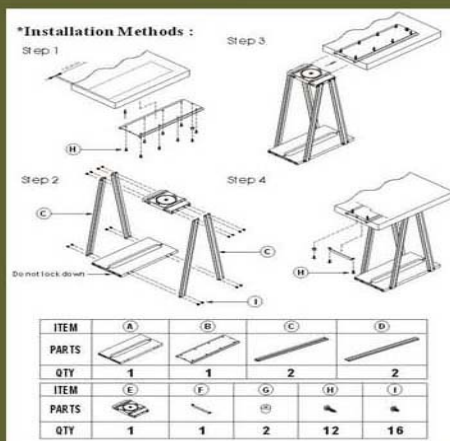 *Installation Methods :
Step 1
Step 3
H
Step 2
Step 4
C
C
Do not lock down
H
I
ITEM A B C D
PARTS
QTY 1 1 2 2
ITEM E F G H I
PARTS
QTY 1 1 2 12 16